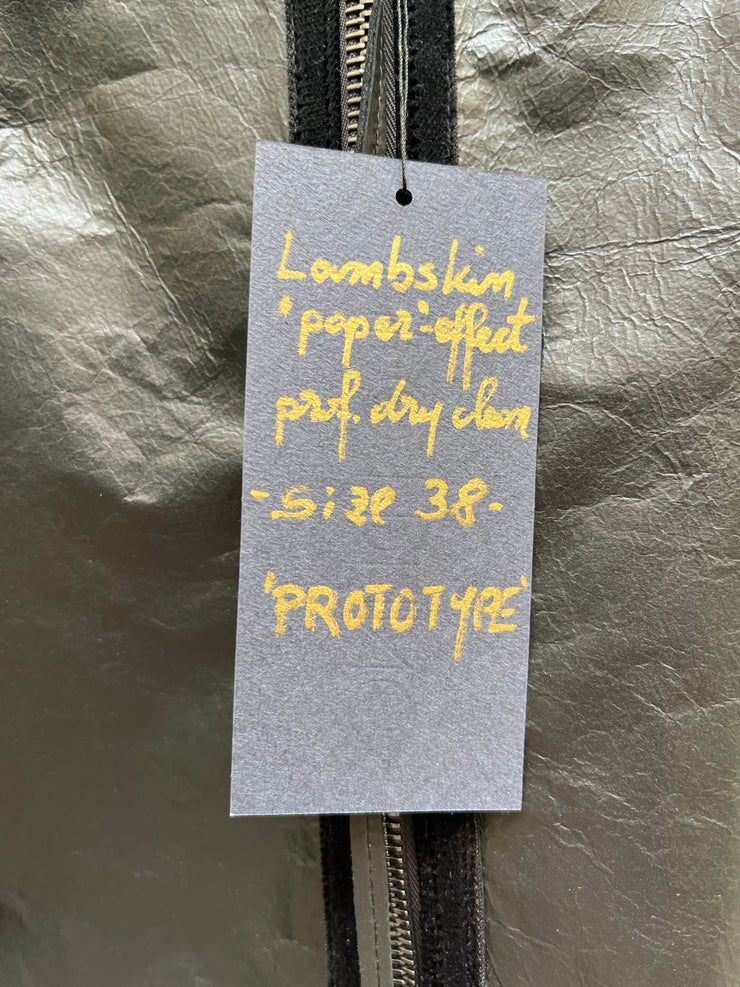 Lambskin
'paper'-effect
prof. dry clean
-size 38-
'PROTOTYPE'